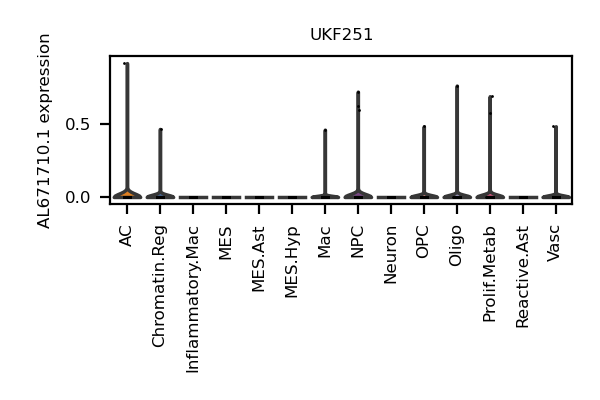 UKF251
AL671710.1 expression
0.5
0.0
AC
Chromatin.Reg
Inflammatory.Mac
MES
MES.Ast
MES.Hyp
Mac
NPC
Neuron
OPC
Oligo
Prolif.Metab
Reactive.Ast
Vasc